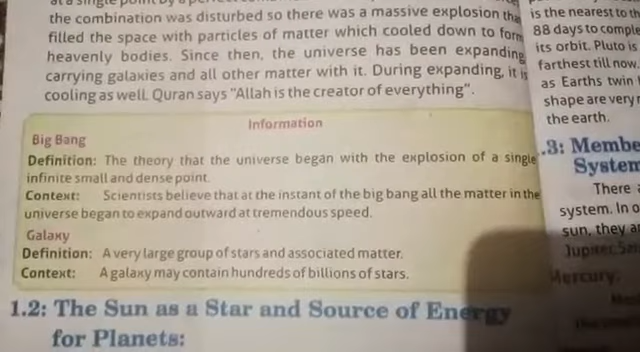 the combination was disturbed so there was a massive explosion
filled the space with particles of matter which cooled down to form
heavenly bodies. Since then, the universe has been expanding
carrying galaxies and all other matter with it. During expanding, it is
cooling as well. Quran says "Allah is the creator of everything".
Information
Big Bang
Definition: The theory that the universe began with the explosion of a single
infinite small and dense point.
Context: Scientists believe that at the instant of the big bang all the matter in the
universe began to expand outward at tremendous speed.
Galaxy
Definition: A very large group of stars and associated matter.
Context: A galaxy may contain hundreds of billions of stars.
1.2: The Sun as a Star and Source of Energy
for Planets:
is the nearest to
88 days to
its orbit. Pluto is
farthest till now.
as Earths twin
shape are very
the earth.
.3: Membe
System
There
system. In o
sun, they
Jupiter,
Mercury: